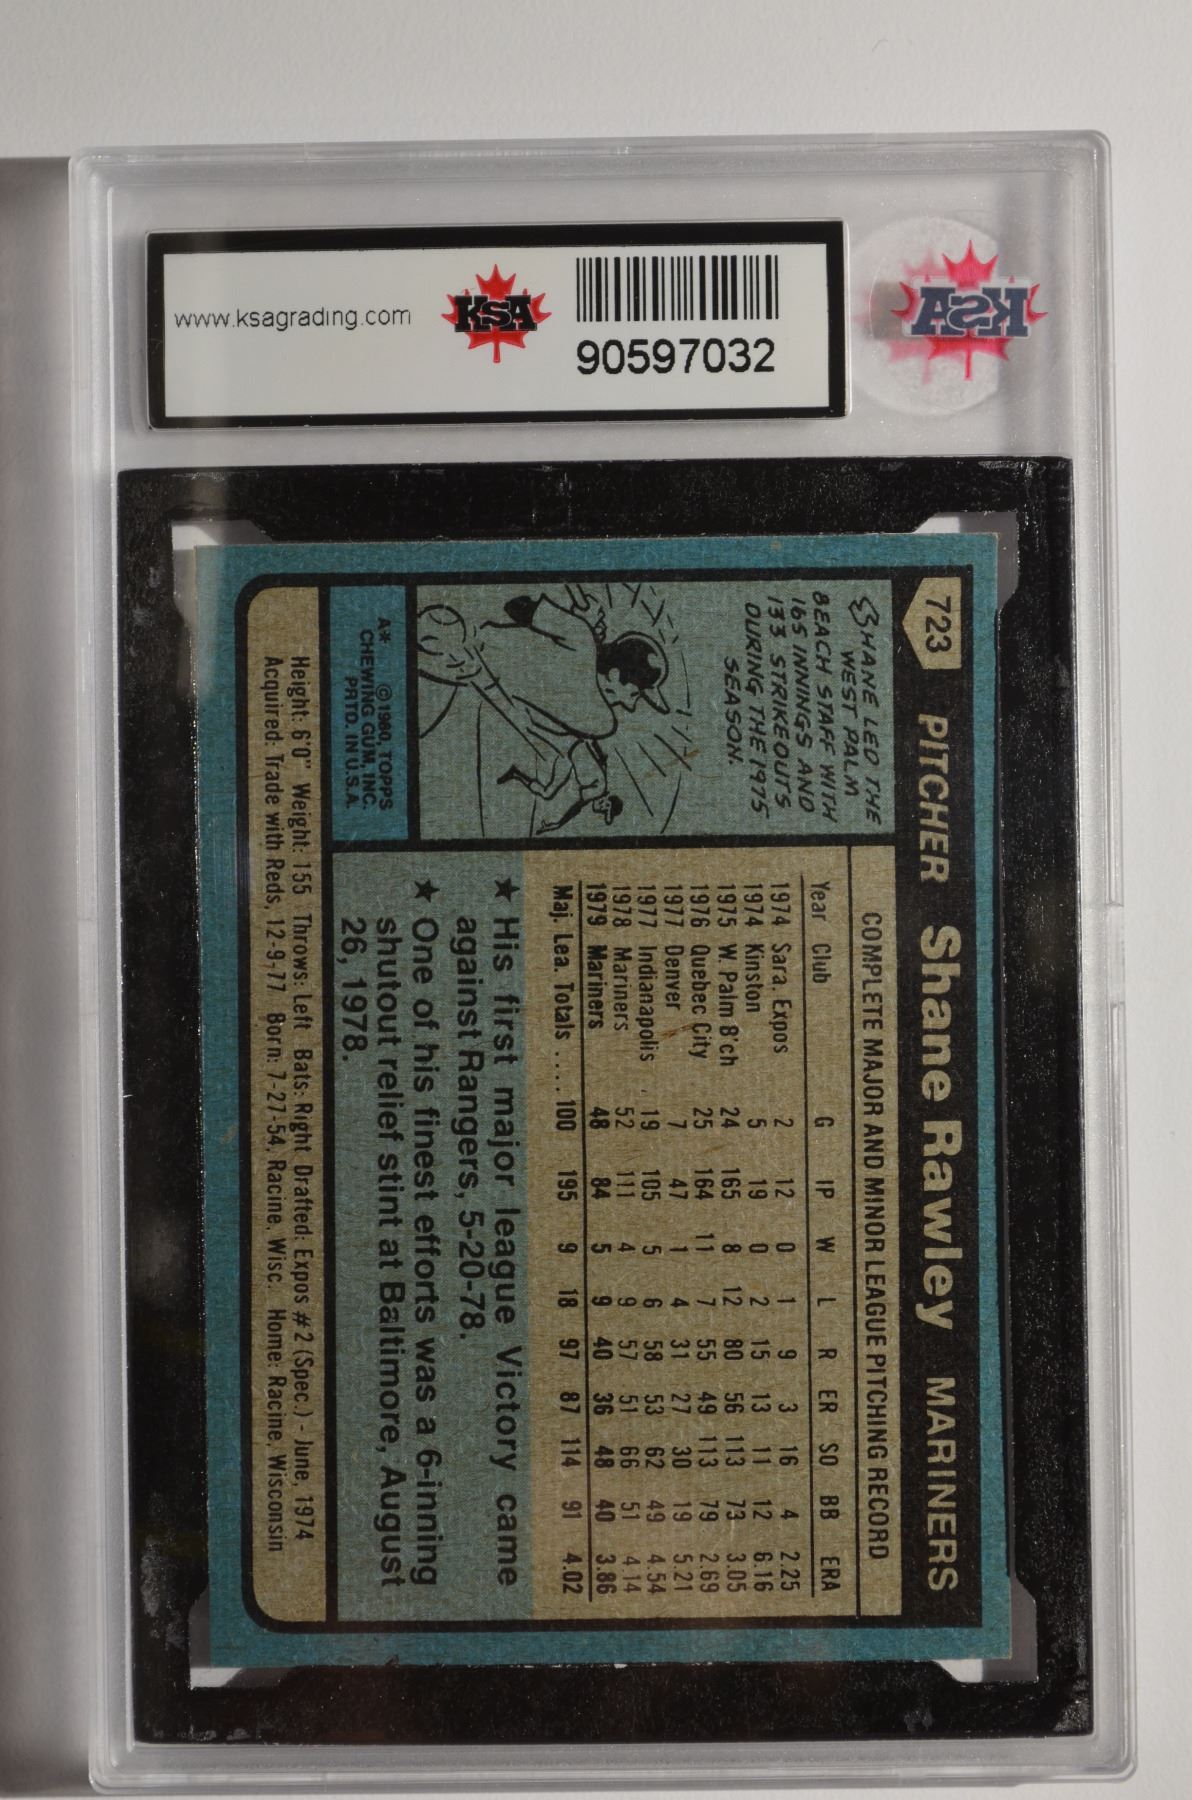 www.ksagrading.com
KSA
90597032
KSA
723 PITCHER Shane Rawley MARINERS
SHANE LED THE
WEST PALM
BEACH STAFF WITH
165 INNINGS AND
133 STRIKEOUTS
DURING THE 1975
SEASON.
A* ©1980, TOPPS
CHEWING GUM, INC.
PRTD. IN U.S.A.
COMPLETE MAJOR AND MINOR LEAGUE PITCHING RECORD
Year Club G IP W L R ER SO BB ERA
1974 Sara. Expos 2 12 0 1 9 3 16 4 2.25
1974 Kinston 5 19 0 2 15 13 11 12 6.16
1975 W. Palm B'ch 24 165 8 12 80 56 113 73 3.05
1976 Quebec City 25 164 11 7 55 49 113 79 2.69
1977 Denver 7 47 1 4 31 27 30 19 5.21
1977 Indianapolis 19 105 5 6 58 53 62 49 4.54
1978 Mariners 52 111 4 9 57 51 66 51 4.14
1979 Mariners 48 84 5 9 40 36 48 40 3.86
Maj. Lea. Totals .... 100 195 9 18 97 87 114 91 4.02
★ His first major league Victory came
against Rangers, 5-20-78.
★ One of his finest efforts was a 6-inning
shutout relief stint at Baltimore, August
26, 1978.
Height: 6'0" Weight: 155 Throws: Left Bats: Right Drafted: Expos #2 (Spec.) - June, 1974
Acquired: Trade with Reds, 12-9-77. Born: 7-27-54, Racine, Wisc. Home: Racine, Wisconsin